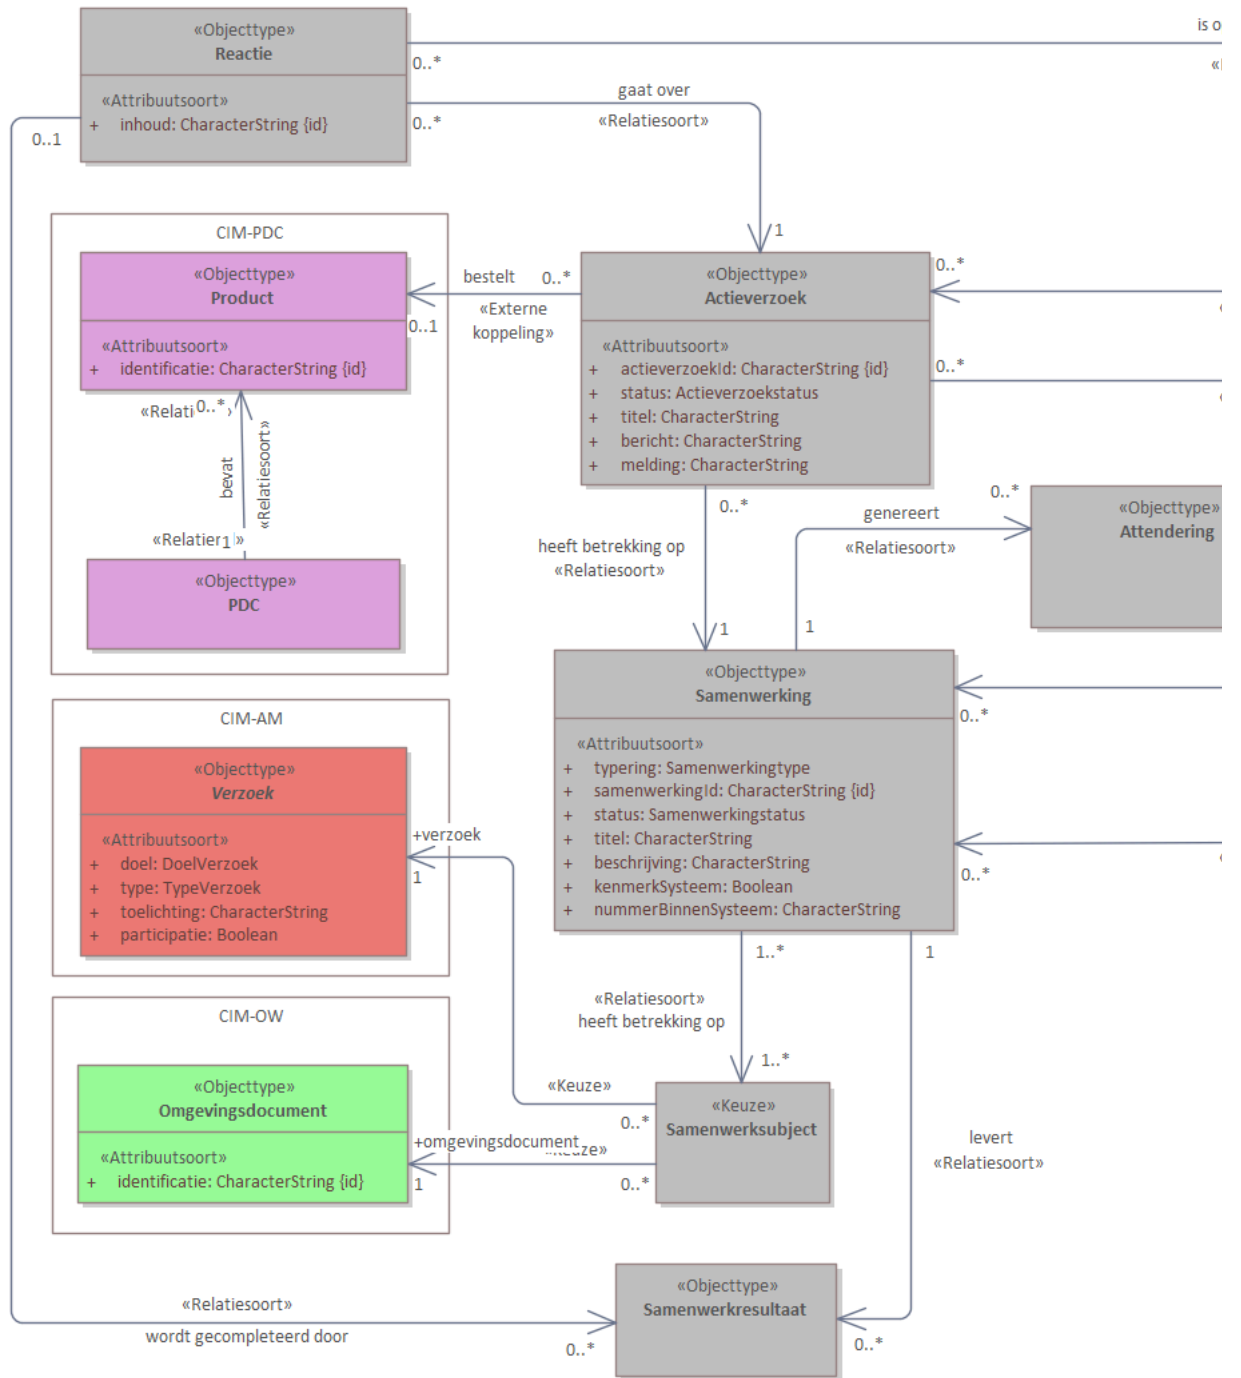 «Objecttype»
Reactie
«Attribuutsoort»
+ inhoud: CharacterString {id}
0..1
0..*
is o
«
0..*
gaat over
«Relatiesoort»
1
CIM-PDC
«Objecttype»
Product
«Attribuutsoort»
+ identificatie: CharacterString {id}
bestelt
0..*
«Externe
koppeling»
0..1
«Objecttype»
Actieverzoek
«Attribuutsoort»
+ actieverzoekId: CharacterString {id}
+ status: Actieverzoekstatus
+ titel: CharacterString
+ bericht: CharacterString
+ melding: CharacterString
0..*
0..*
«Relati
0..*
»
bevat
«Relatiesoort»
«Relatier
1
»
«Objecttype»
PDC
0..*
heeft betrekking op
«Relatiesoort»
1
genereert
«Relatiesoort»
0..*
1
«Objecttype»
Attendering
CIM-AM
«Objecttype»
Verzoek
«Attribuutsoort»
+ doel: DoelVerzoek
+ type: TypeVerzoek
+ toelichting: CharacterString
+ participatie: Boolean
+verzoek
1
«Objecttype»
Samenwerking
«Attribuutsoort»
+ typering: Samenwerkingtype
+ samenwerkingId: CharacterString {id}
+ status: Samenwerkingstatus
+ titel: CharacterString
+ beschrijving: CharacterString
+ kenmerkSysteem: Boolean
+ nummerBinnenSysteem: CharacterString
0..*
0..*
1..*
1
«Relatiesoort»
heeft betrekking op
1..*
CIM-OW
«Objecttype»
Omgevingsdocument
«Attribuutsoort»
+ identificatie: CharacterString {id}
«Keuze»
0..*
+omgevingsdocument
euze»
1
0..*
«Keuze»
Samenwerksubject
levert
«Relatiesoort»
«Objecttype»
Samenwerkresultaat
«Relatiesoort»
wordt gecompleteerd door
0..*
0..*